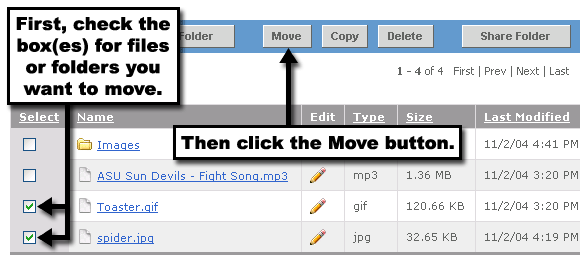 First, check the
box(es) for files
or folders you
want to move.
Folder Move Copy Delete Share Folder
1 - 4 of 4 First | Prev | Next | Last
Select Name Edit Type Size Last Modified
Images 11/2/04 4:41 PM
Then click the Move button.
ASU Sun Devils - Fight Song.mp3 mp3 1.36 MB 11/2/04 3:20 PM
Toaster.gif gif 120.66 KB 11/2/04 3:20 PM
spider.jpg jpg 32.65 KB 11/2/04 4:19 PM